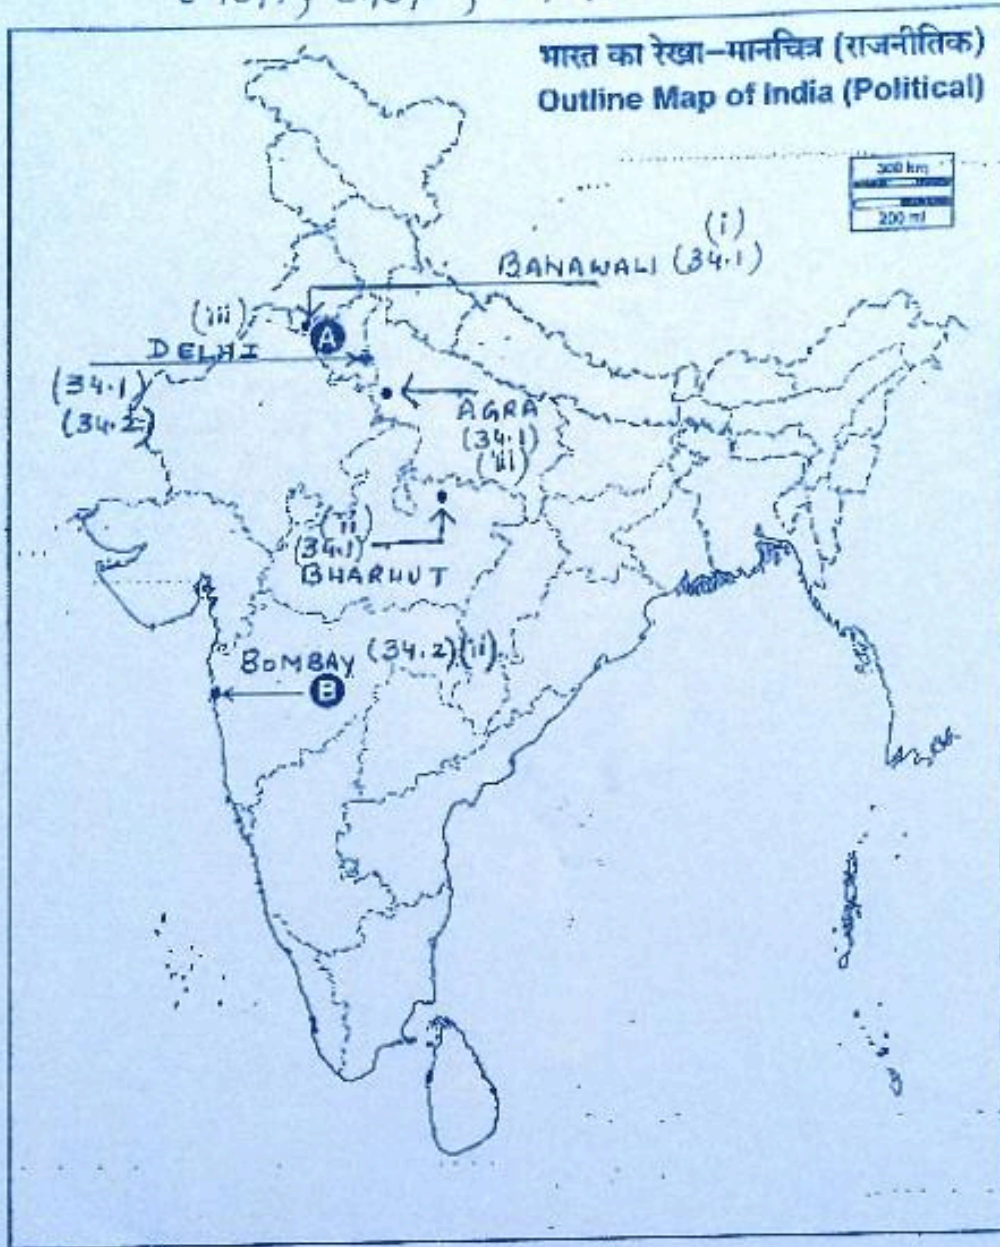 भारत का रेखा-मानचित्र (राजनीतिक)
Outline Map of India (Political)
300 km
200 mi
(i)
BANAWALI (34.1)
(iii)
A
DELHI
(34.1)
(34.2)
AGRA
(34.1)
(iii)
(ii)
(34.1)
BHARHUT
BOMBAY (34.2)(ii)
B